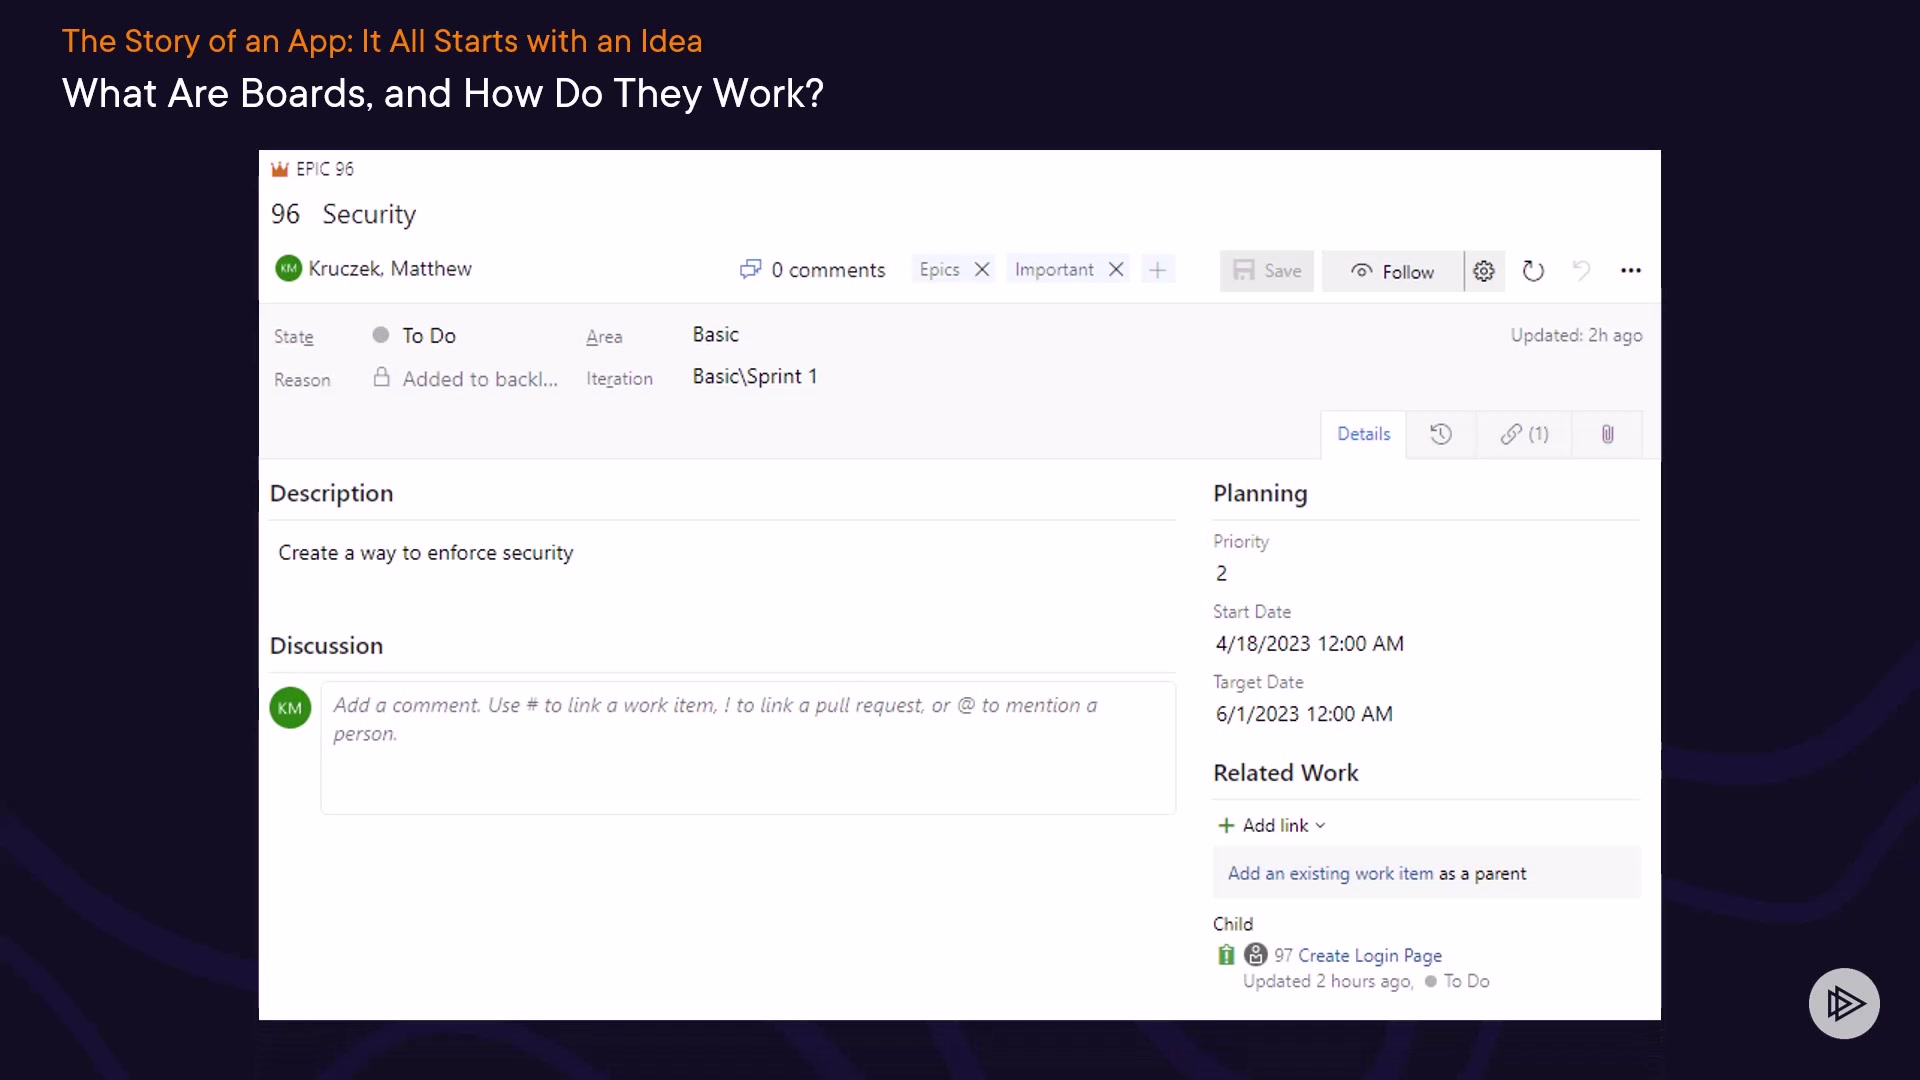 The Story of an App: It All Starts with an Idea
What Are Boards, and How Do They Work?
EPIC 96
96 Security
KM Kruczek, Matthew
0 comments
Epics
Important
Save
Follow
State To Do
Area Basic
Updated: 2h ago
Reason Added to backl...
Iteration Basic\Sprint 1
Details
(1)
Description
Create a way to enforce security
Discussion
KM
Add a comment. Use # to link a work item, ! to link a pull request, or @ to mention a
person.
Planning
Priority
2
Start Date
4/18/2023 12:00 AM
Target Date
6/1/2023 12:00 AM
Related Work
+ Add link
Add an existing work item as a parent
Child
97 Create Login Page
Updated 2 hours ago, To Do